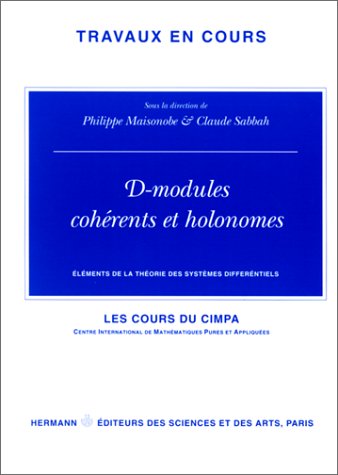 TRAVAUX EN COURS
Sous la direction de
Philippe Maisonobe & Claude Sabbah
D-modules
cohérents et holonomes
ÉLÉMENTS DE LA THÉORIE DES SYSTÈMES DIFFÉRENTIELS
LES COURS DU CIMPA
CENTRE INTERNATIONAL DE MATHÉMATIQUES PURES ET APPLIQUÉES
HERMANN ÉDITEURS DES SCIENCES ET DES ARTS, PARIS